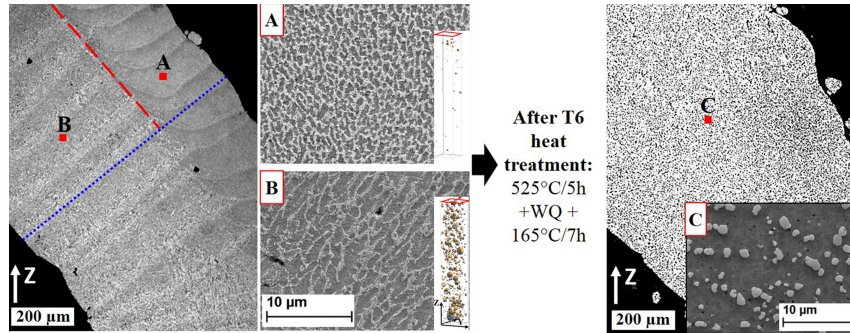 A
B
Z
200 µm
A
B
10 µm
Z
After T6
heat
treatment:
525°C/5h
+WQ +
165°C/7h
C
Z
200 µm
C
10 µm